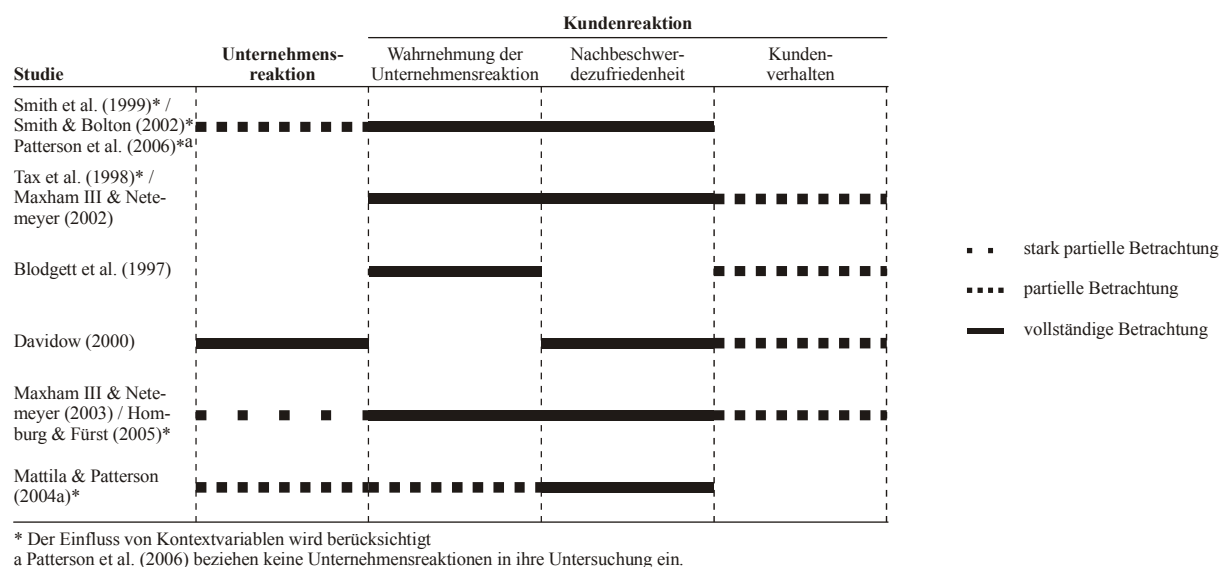 Kundenreaktion
Unternehmens-
reaktion
Wahrnehmung der
Unternehmensreaktion
Nachbeschwer-
dezufriedenheit
Kunden-
verhalten
Studie
Smith et al. (1999)* /
Smith & Bolton (2002)*
Patterson et al. (2006)*a
Tax et al. (1998)* /
Maxham III & Nete-
meyer (2002)
Blodgett et al. (1997)
Davidow (2000)
Maxham III & Nete-
meyer (2003) / Hom-
burg & Fürst (2005)*
Mattila & Patterson
(2004a)*
stark partielle Betrachtung
partielle Betrachtung
vollständige Betrachtung
* Der Einfluss von Kontextvariablen wird berücksichtigt
a Patterson et al. (2006) beziehen keine Unternehmensreaktionen in ihre Untersuchung ein.